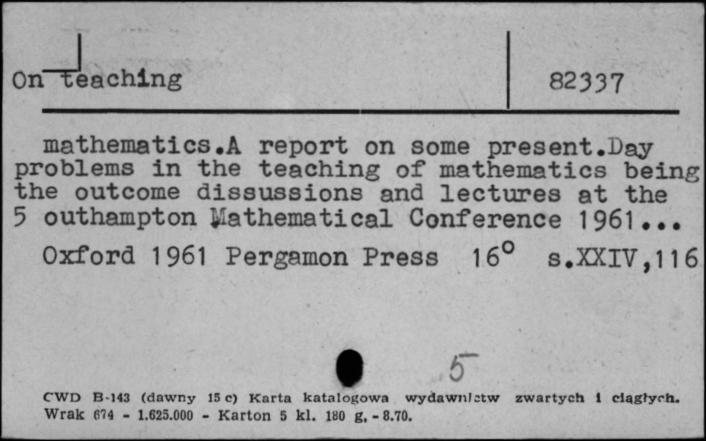 On teaching 82337
mathematics.A report on some present.Day
problems in the teaching of mathematics being
the outcome dissussions and lectures at the
5 outhampton Mathematical Conference 1961...
Oxford 1961 Pergamon Press 16° s.XXIV,116
5
CWD B-143 (dawny 15 c) Karta katalogowa wydawnictw zwartych i ciągłych.
Wrak 674 - 1.625.000 - Karton 5 kl. 180 g. - 8.70.